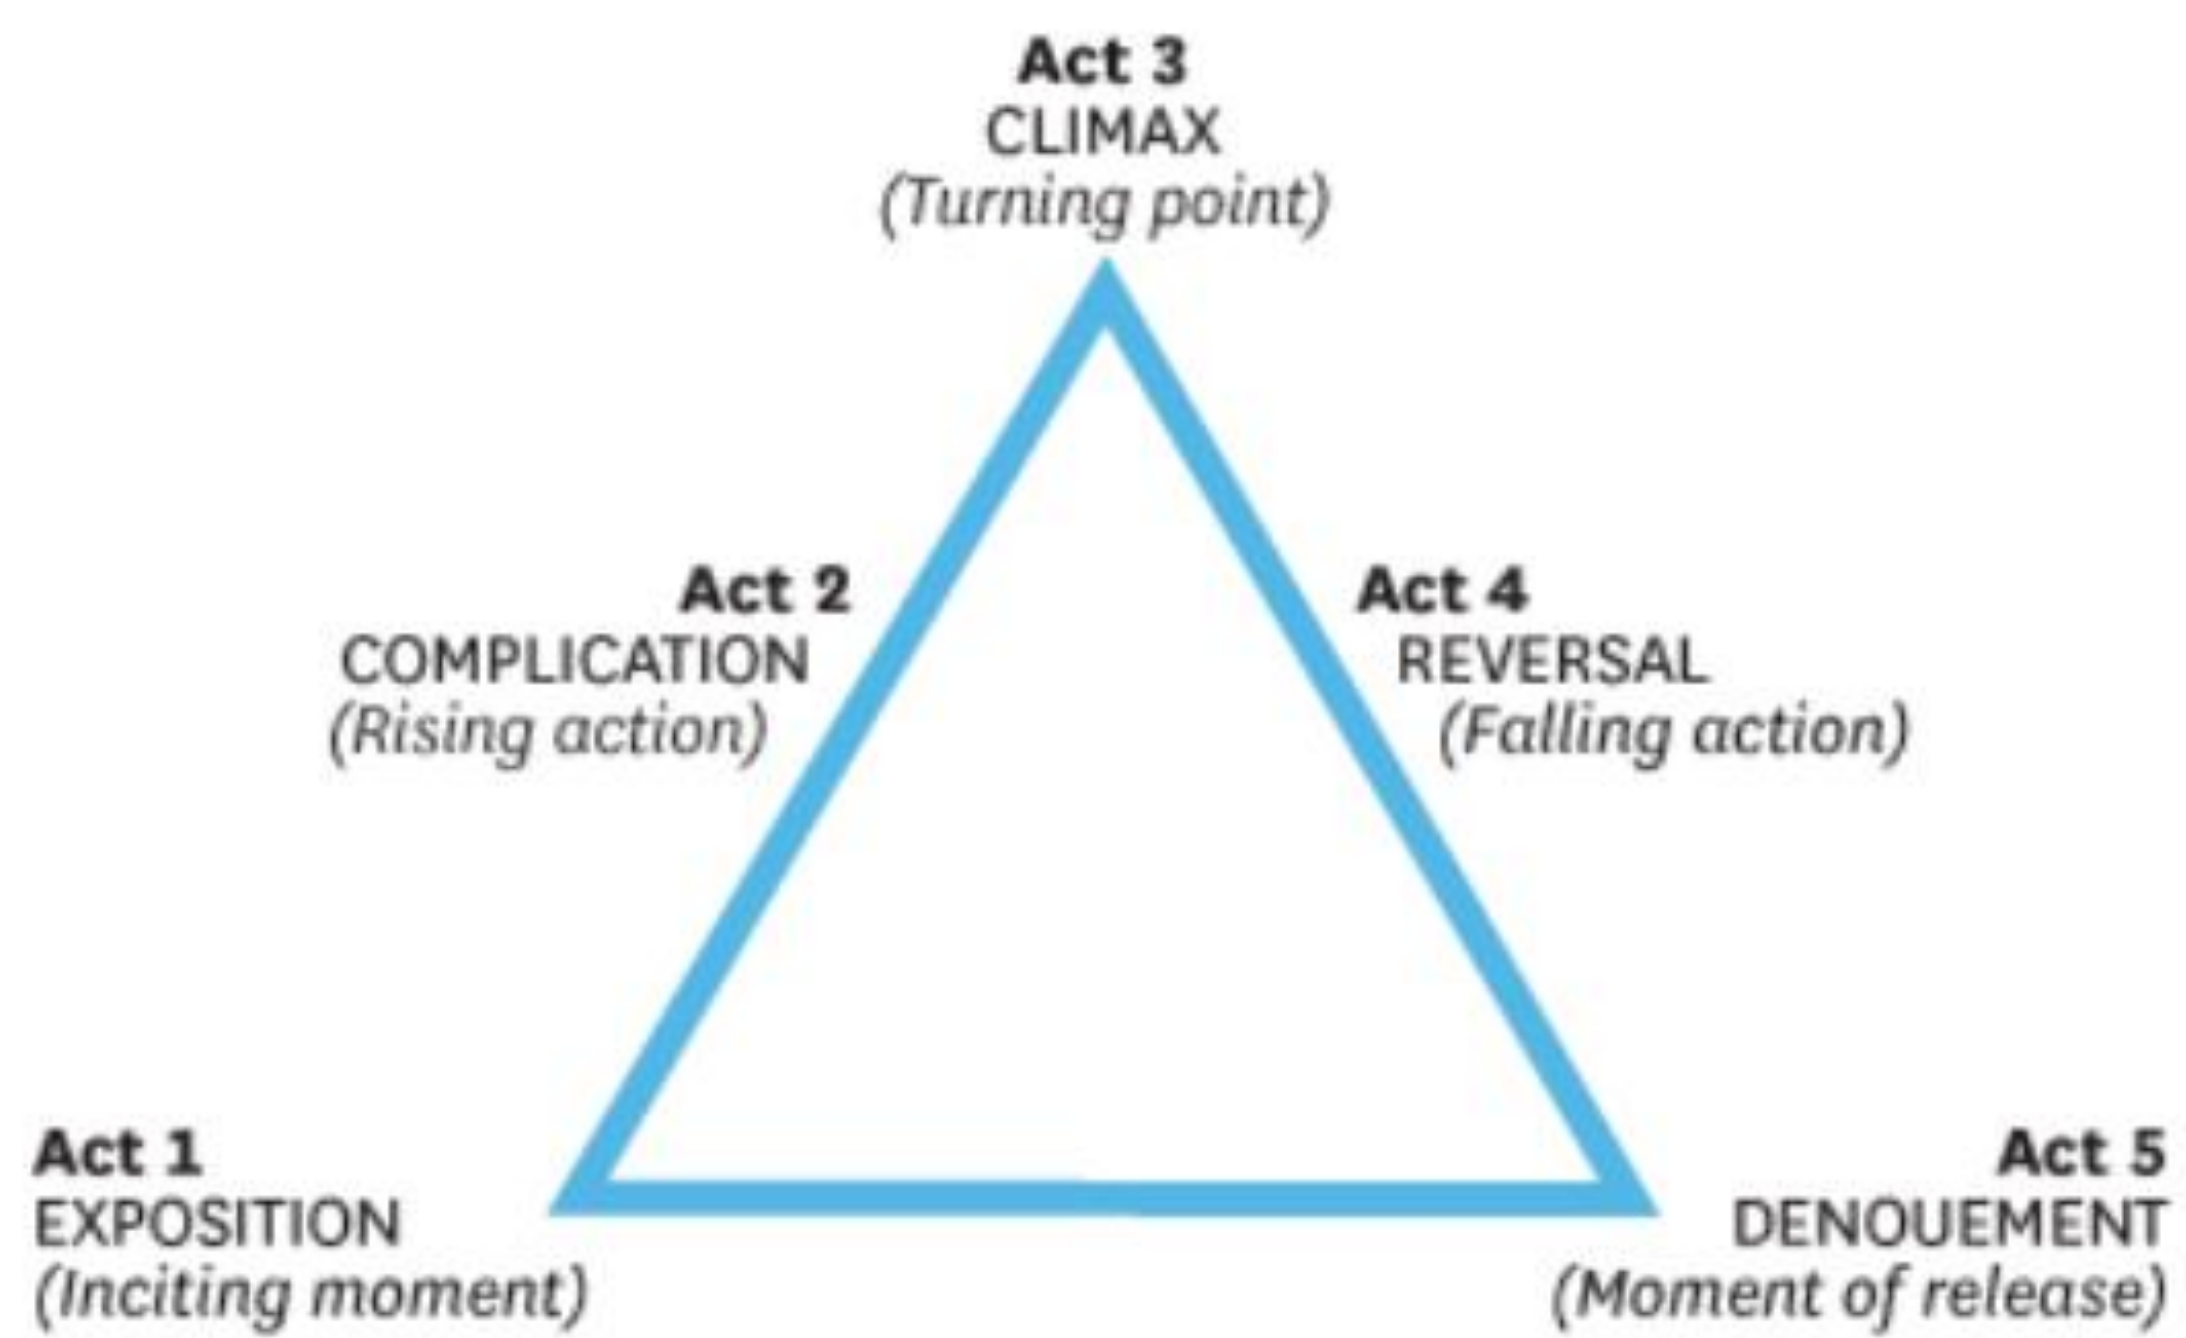 Act 3
CLIMAX
(Turning point)
Act 2
COMPLICATION
(Rising action)
Act 4
REVERSAL
(Falling action)
Act 1
EXPOSITION
(Inciting moment)
Act 5
DENOUEMENT
(Moment of release)